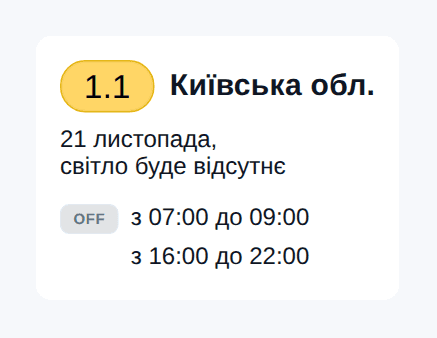 1.1 Київська обл.
21 листопада,
світло буде відсутнє
OFF з 07:00 до 09:00
з 16:00 до 22:00